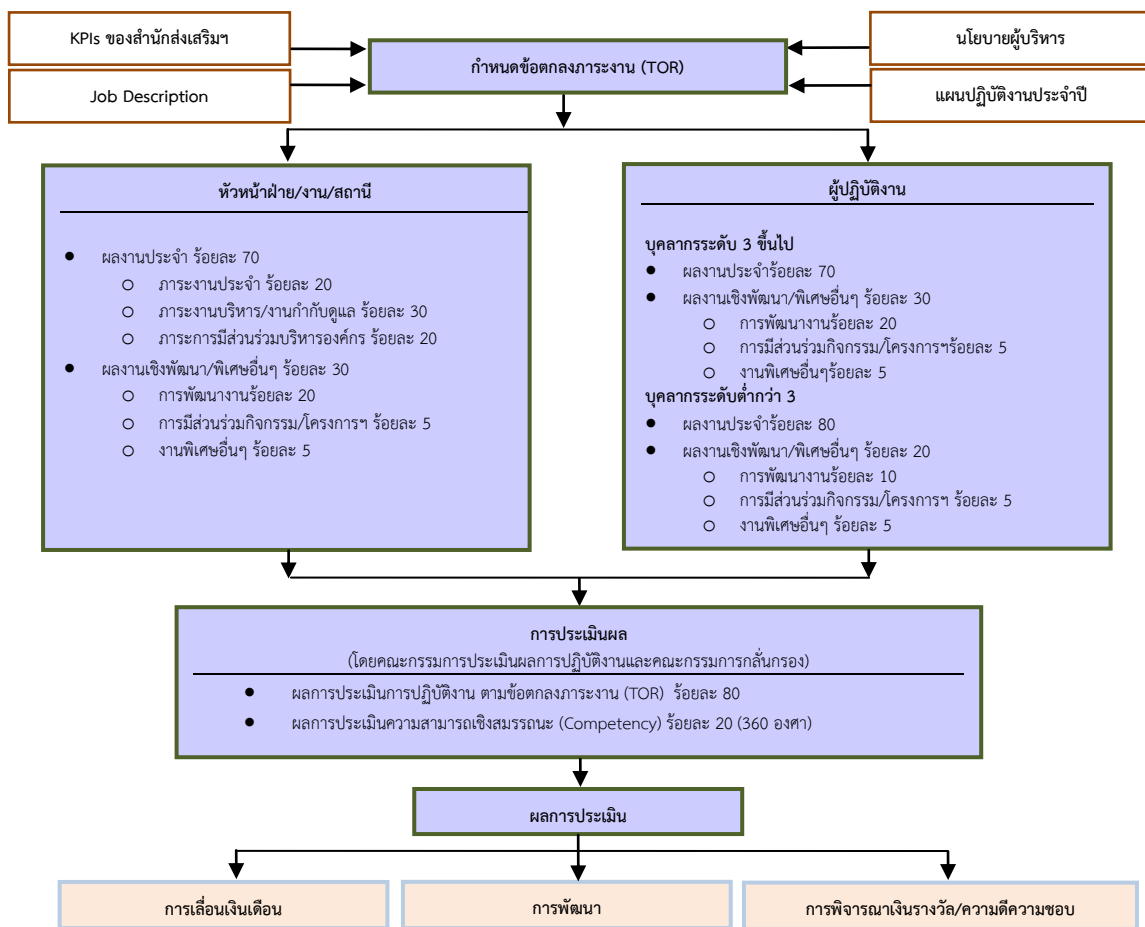 KPIs ของสำนักส่งเสริมฯ
นโยบายผู้บริหาร
กำหนดข้อตกลงภาระงาน (TOR)
Job Description
แผนปฏิบัติงานประจำปี
หัวหน้าฝ่าย/งาน/สถานี
● ผลงานประจำ ร้อยละ 70
o ภาระงานประจำ ร้อยละ 20
o ภาระงานบริหาร/งานกำกับดูแล ร้อยละ 30
o ภาระการมีส่วนร่วมบริหารองค์กร ร้อยละ 20
● ผลงานเชิงพัฒนา/พิเศษอื่นๆ ร้อยละ 30
o การพัฒนางานร้อยละ 20
o การมีส่วนร่วมกิจกรรม/โครงการฯ ร้อยละ 5
o งานพิเศษอื่นๆ ร้อยละ 5
ผู้ปฏิบัติงาน
บุคลากรระดับ 3 ขึ้นไป
● ผลงานประจำร้อยละ 70
● ผลงานเชิงพัฒนา/พิเศษอื่นๆ ร้อยละ 30
o การพัฒนางานร้อยละ 20
o การมีส่วนร่วมกิจกรรม/โครงการฯร้อยละ 5
o งานพิเศษอื่นๆร้อยละ 5
บุคลากรระดับต่ำกว่า 3
● ผลงานประจำร้อยละ 80
● ผลงานเชิงพัฒนา/พิเศษอื่นๆ ร้อยละ 20
o การพัฒนางานร้อยละ 10
o การมีส่วนร่วมกิจกรรม/โครงการฯ ร้อยละ 5
o งานพิเศษอื่นๆ ร้อยละ 5
การประเมินผล
(โดยคณะกรรมการประเมินผลการปฏิบัติงานและคณะกรรมการกลั่นกรอง)
● ผลการประเมินการปฏิบัติงาน ตามข้อตกลงภาระงาน (TOR) ร้อยละ 80
● ผลการประเมินความสามารถเชิงสมรรถนะ (Competency) ร้อยละ 20 (360 องศา)
ผลการประเมิน
การเลื่อนเงินเดือน
การพัฒนา
การพิจารณาเงินรางวัล/ความดีความชอบ